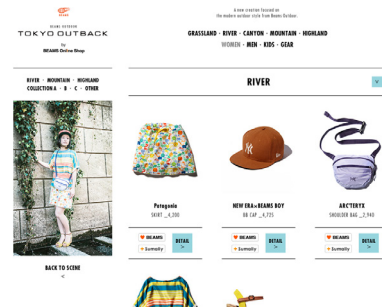 BEAMS OUTDOOR
TOKYO OUTBACK
by
BEAMS Online Shop
A new creation focused on
the modern outdoor style from Beams Outdoor.
GRASSLAND · RIVER · CANYON · MOUNTAIN · HIGHLAND
WOMEN · MEN · KIDS · GEAR
RIVER · MOUNTAIN · HIGHLAND
COLLECTION A · B · C · OTHER
BACK TO SCENE
RIVER
Patagonia
SKIRT _4,200
BEAMS
Sumally
DETAIL
NEW ERA×BEAMS BOY
BB CAP _4,725
BEAMS
Sumally
DETAIL
ARC'TERYX
SHOULDER BAG _2,940
BEAMS
Sumally
DETAIL